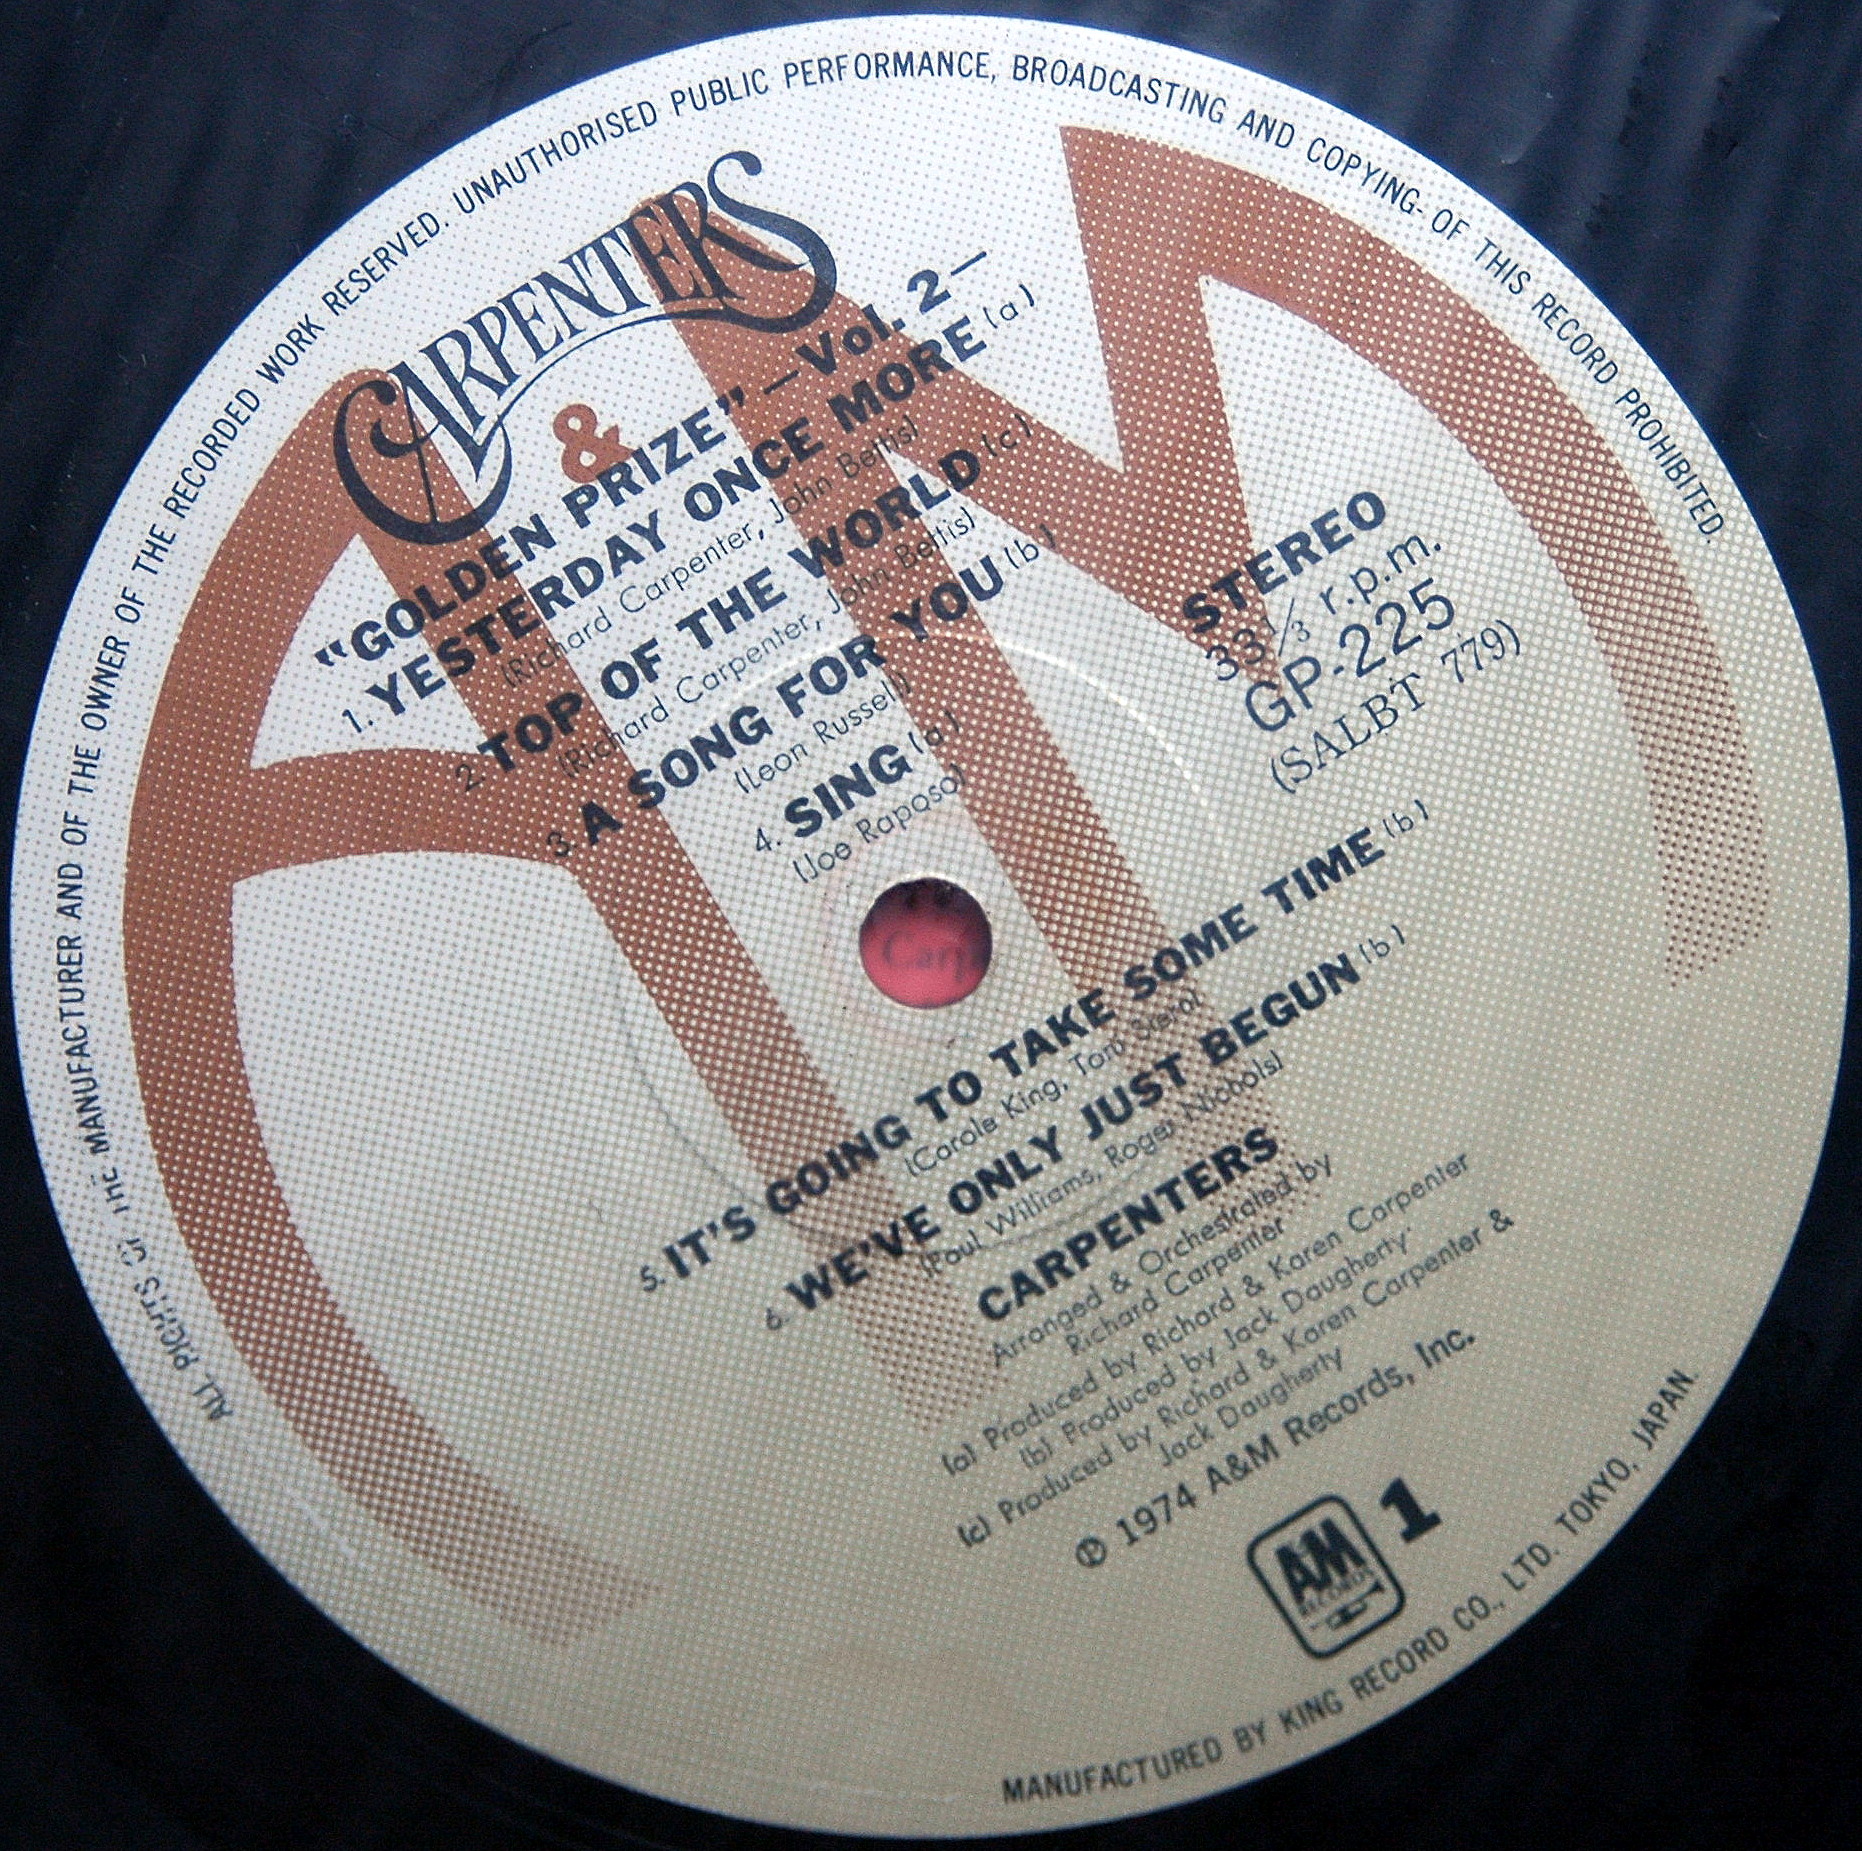 ALL RIGHTS OF THE MANUFACTURER AND OF THE OWNER OF THE RECORDED WORK RESERVED. UNAUTHORISED PUBLIC PERFORMANCE, BROADCASTING AND COPYING- OF THIS RECORD PROHIBITED.
CARPENTERS
&
"GOLDEN PRIZE" —Vol. 2—
1. YESTERDAY ONCE MORE (a)
(Richard Carpenter, John Bettis)
2. TOP OF THE WORLD (c)
(Richard Carpenter, John Bettis)
3. A SONG FOR YOU (b)
(Leon Russell)
4. SING (a)
(Joe Raposo)
STEREO
33 1/3 r.p.m.
GP-225
(SALBT 779)
5. IT'S GOING TO TAKE SOME TIME (b)
(Carole King, Toni
6. WE'VE ONLY JUST BEGUN (b)
(Paul Williams, Roger Nichols)
CARPENTERS
Arranged & Orchestrated by
Richard Carpenter
(a) Produced by Richard & Karen Carpenter
(b) Produced by Jack Daugherty
(c) Produced by Richard & Karen Carpenter &
Jack Daugherty
℗ 1974 A&M Records, Inc.
A&M
RECORDS
1
MANUFACTURED BY KING RECORD CO., LTD. TOKYO, JAPAN.